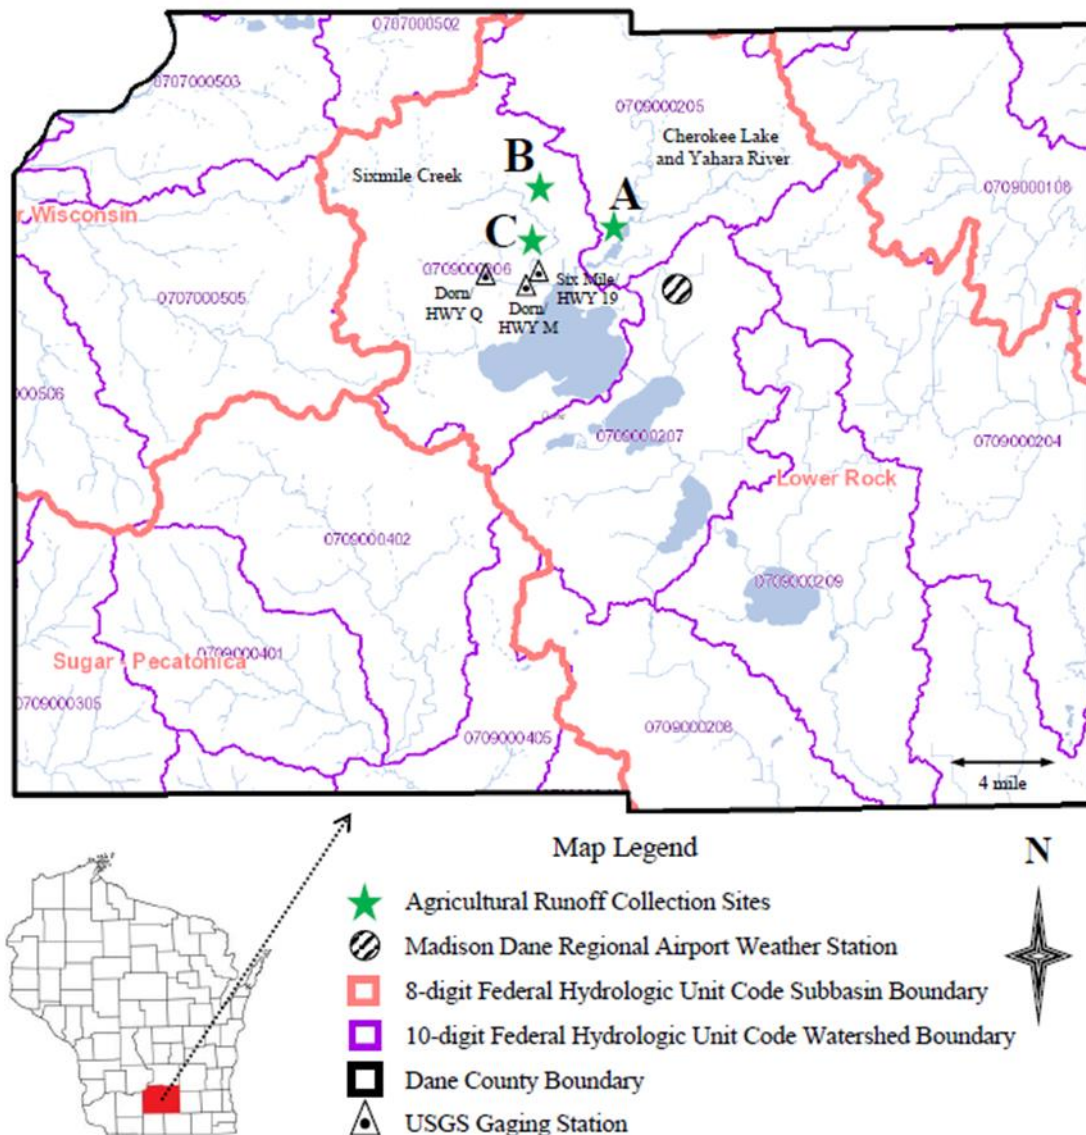 0707000502
0707000503
0709000205
Cherokee Lake
and Yahara River
B
Sixmile Creek
A
0709000108
r Wisconsin
C
0709000206
Six Mile/
HWY 19
Dorn/
HWY Q
Dorn/
HWY M
0707000505
000506
0709000207
0709000204
Lower Rock
0709000402
0709000209
Sugar - Pecatonica
0709000401
0709000305
0709000405
0709000208
4 mile
Map Legend
N
Agricultural Runoff Collection Sites
Madison Dane Regional Airport Weather Station
8-digit Federal Hydrologic Unit Code Subbasin Boundary
10-digit Federal Hydrologic Unit Code Watershed Boundary
Dane County Boundary
USGS Gaging Station